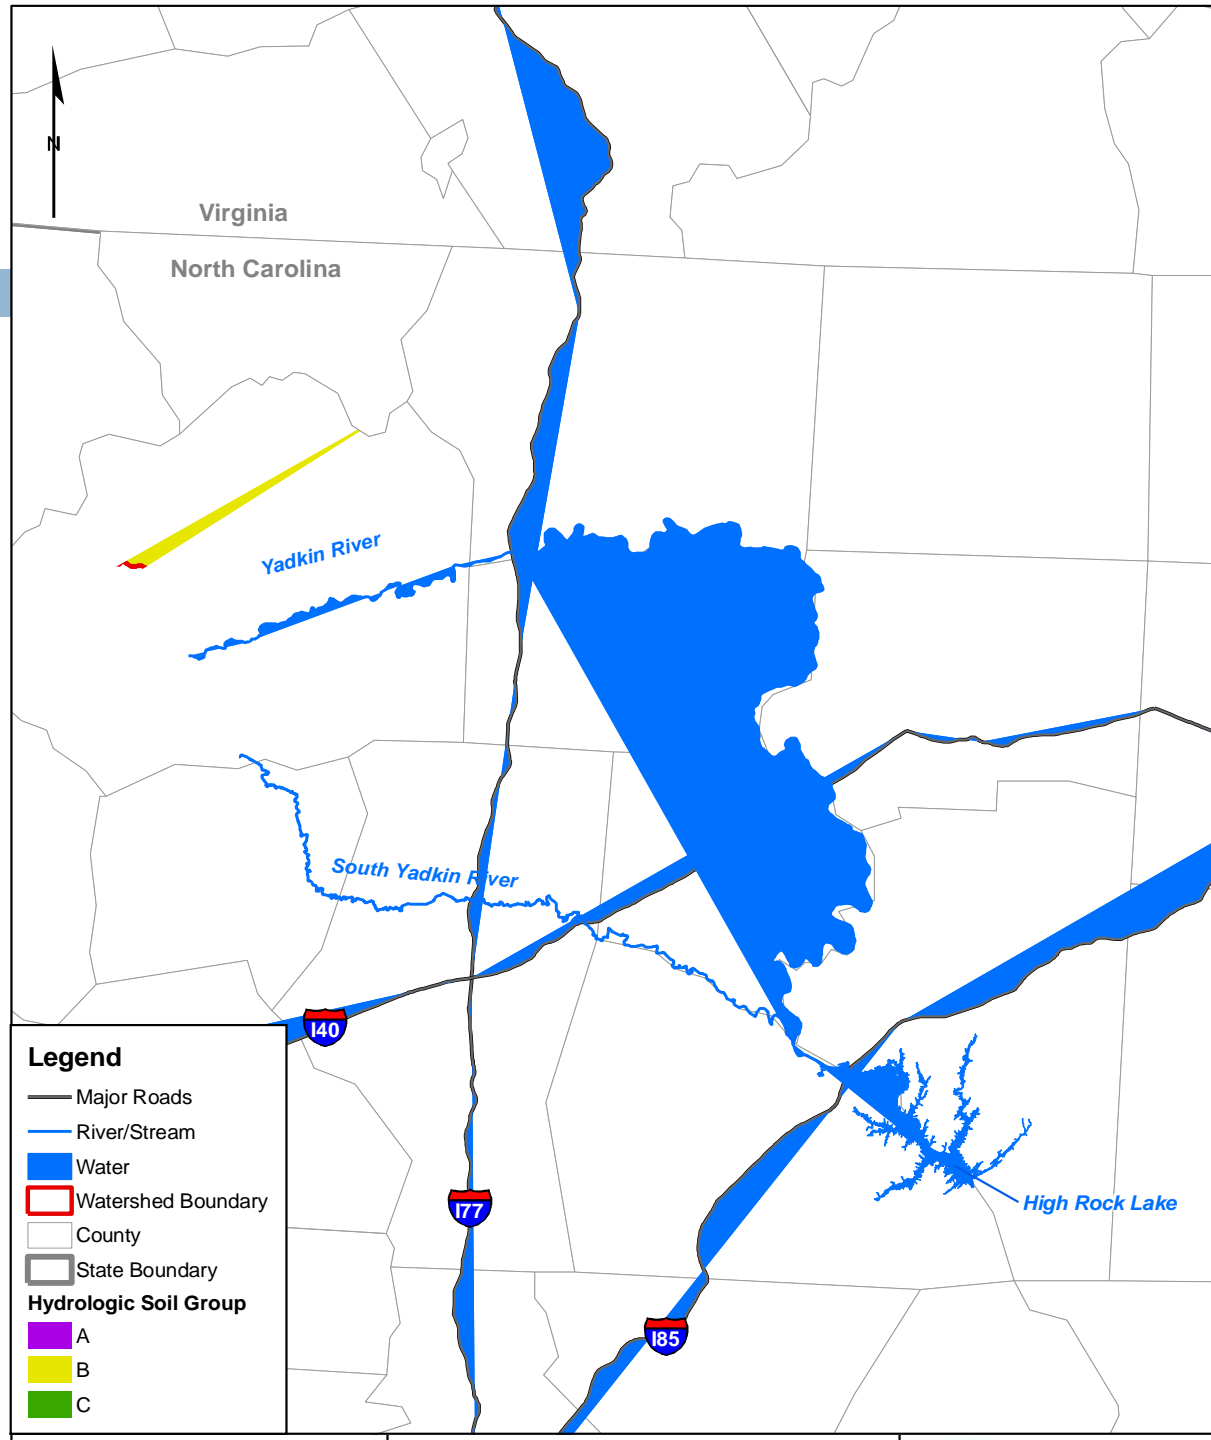 N
Virginia
North Carolina
Yadkin River
South Yadkin River
I40
Legend
Major Roads
River/Stream
Water
Watershed Boundary
County
State Boundary
Hydrologic Soil Group
A
B
C
I77
High Rock Lake
I85